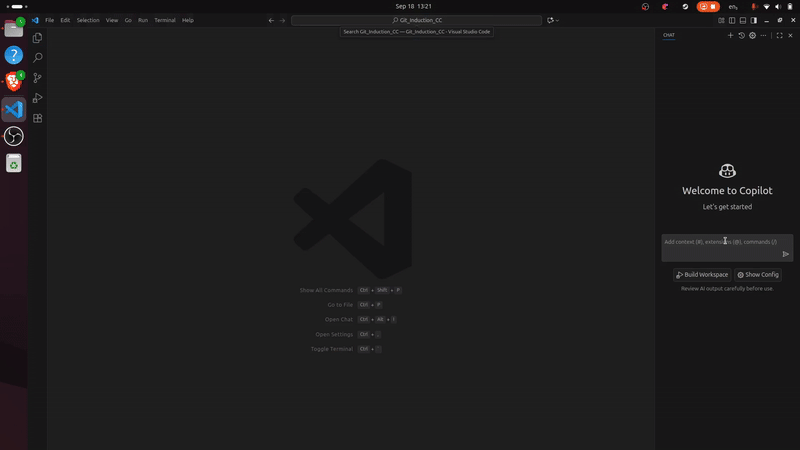 Sep 18 13:21
en
File Edit Selection View Go Run Terminal Help
Git_Induction_CC
Search Git_Induction_CC — Git_Induction_CC - Visual Studio Code
CHAT
Welcome to Copilot
Let's get started
Add context (#), extensions (@), commands (/)
Build Workspace Show Config
Review AI output carefully before use.
Show All Commands Ctrl + Shift + P
Go to File Ctrl + P
Open Chat Ctrl + Alt + I
Open Settings Ctrl + ,
Toggle Terminal Ctrl + `